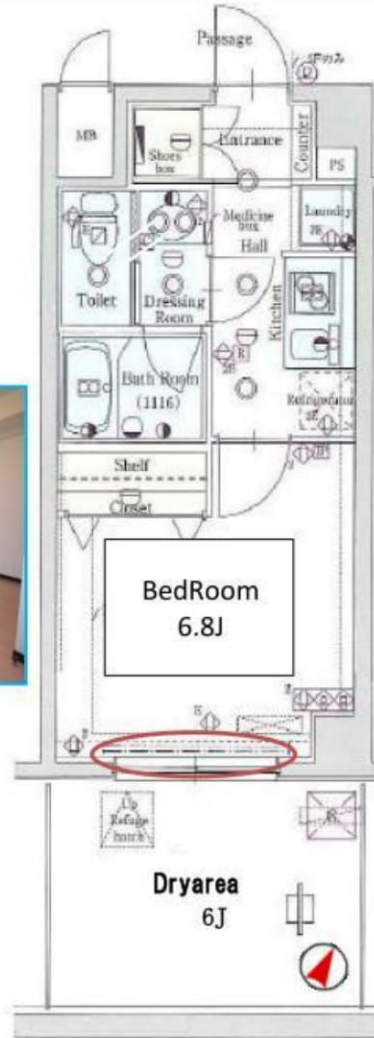 Passage
MB
Shoes
box
Entrance
Counter
PS
Medicine
box
Laundry
Hall
Toilet
Dressing
Room
Kitchen
Bath Room
(1116)
Refrigerator
Shelf
Closet
BedRoom
6.8J
Up
Refuge
hatch
Dryarea
6J